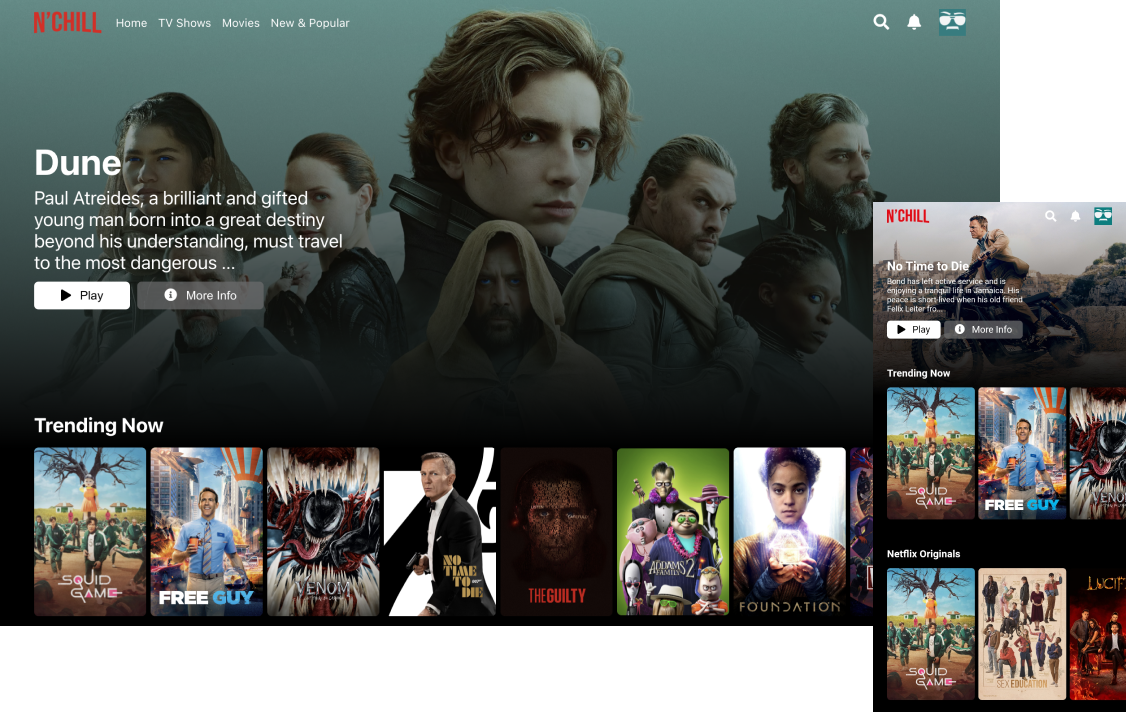 N'CHILL
Home TV Shows Movies New & Popular
Dune
Paul Atreides, a brilliant and gifted
young man born into a great destiny
beyond his understanding, must travel
to the most dangerous ...
Play
More Info
Trending Now
SQUID
GAME
FREE GUY
VENOM
NO
TIME
TO
DIE
007
THE GUILTY
ADDAMS
FAMILY 2
FOUNDATION
N'CHILL
No Time to Die
Bond has left active service and is
enjoying a tranquil life in Jamaica. His
peace is short-lived when his old friend
Felix Leiter fro...
Play
More Info
Trending Now
SQUID
GAME
FREE GUY
VENO
Netflix Originals
SQUID
GAME
SEX EDUCATION
LUCIF